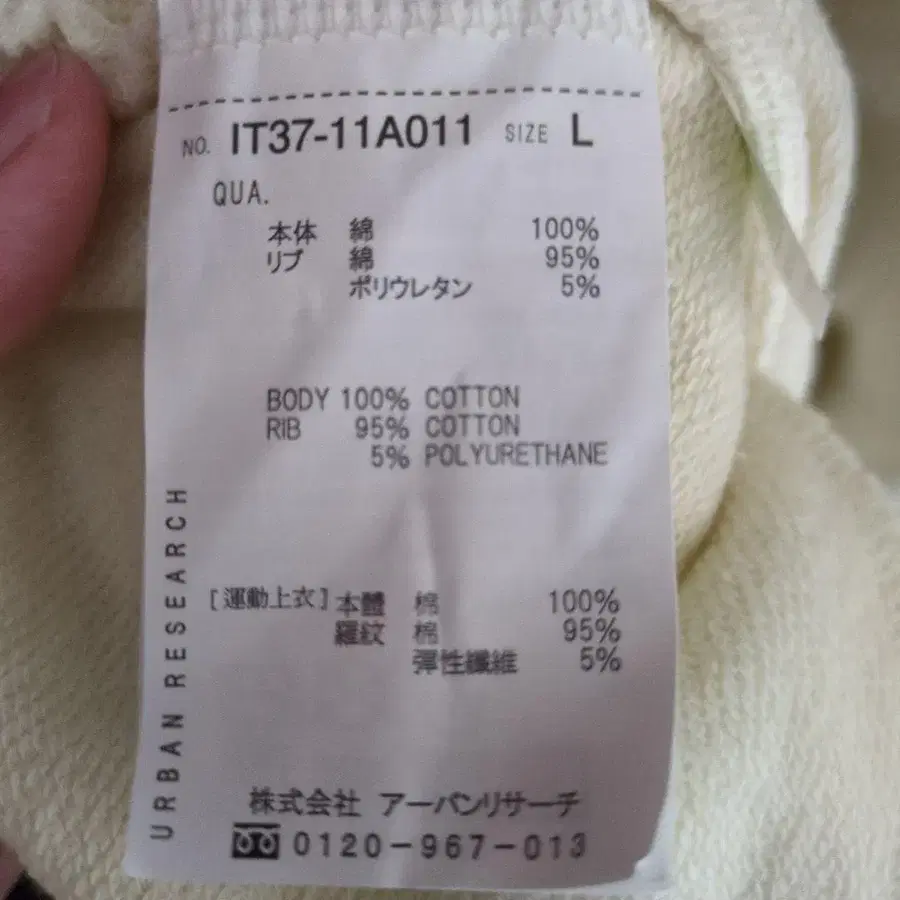 NO. IT37-11A011 SIZE L
QUA.
本体 綿 100%
リブ 綿 95%
ポリウレタン 5%
BODY 100% COTTON
RIB 95% COTTON
5% POLYURETHANE
[運動上衣] 本體 棉 100%
羅紋 棉 95%
彈性纖維 5%
URBAN RESEARCH
株式会社 アーバンリサーチ
0120-967-013